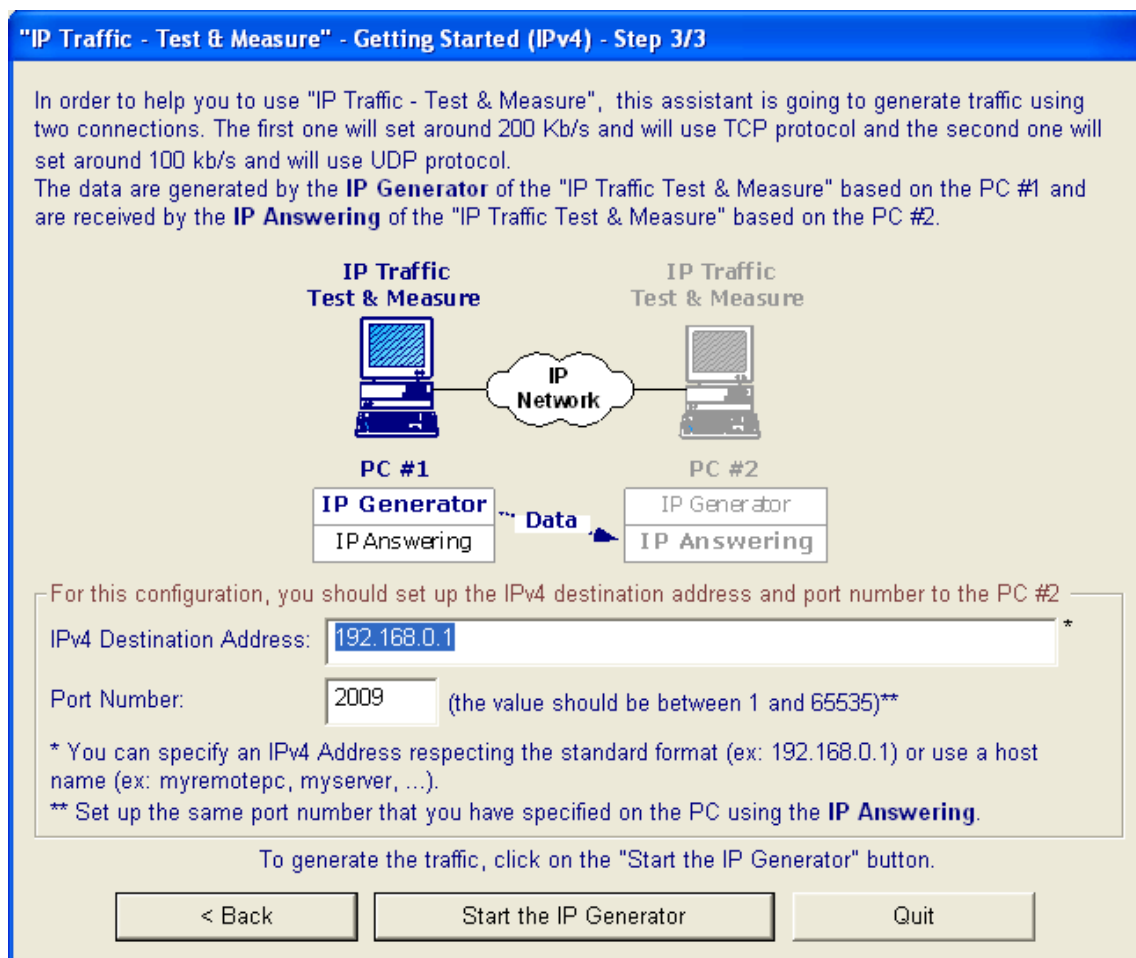 "IP Traffic - Test & Measure" - Getting Started (IPv4) - Step 3/3
In order to help you to use "IP Traffic - Test & Measure", this assistant is going to generate traffic using
two connections. The first one will set around 200 Kb/s and will use TCP protocol and the second one will
set around 100 kb/s and will use UDP protocol.
The data are generated by the IP Generator of the "IP Traffic Test & Measure" based on the PC #1 and
are received by the IP Answering of the "IP Traffic Test & Measure" based on the PC #2.
IP Traffic
Test & Measure
IP Traffic
Test & Measure
IP
Network
PC #1
PC #2
IP Generator
IP Answering
Data
IP Generator
IP Answering
For this configuration, you should set up the IPv4 destination address and port number to the PC #2
IPv4 Destination Address: 192.168.0.1 *
Port Number: 2009 (the value should be between 1 and 65535)**
* You can specify an IPv4 Address respecting the standard format (ex: 192.168.0.1) or use a host
name (ex: myremotepc, myserver, ...).
** Set up the same port number that you have specified on the PC using the IP Answering.
To generate the traffic, click on the "Start the IP Generator" button.
< Back
Start the IP Generator
Quit